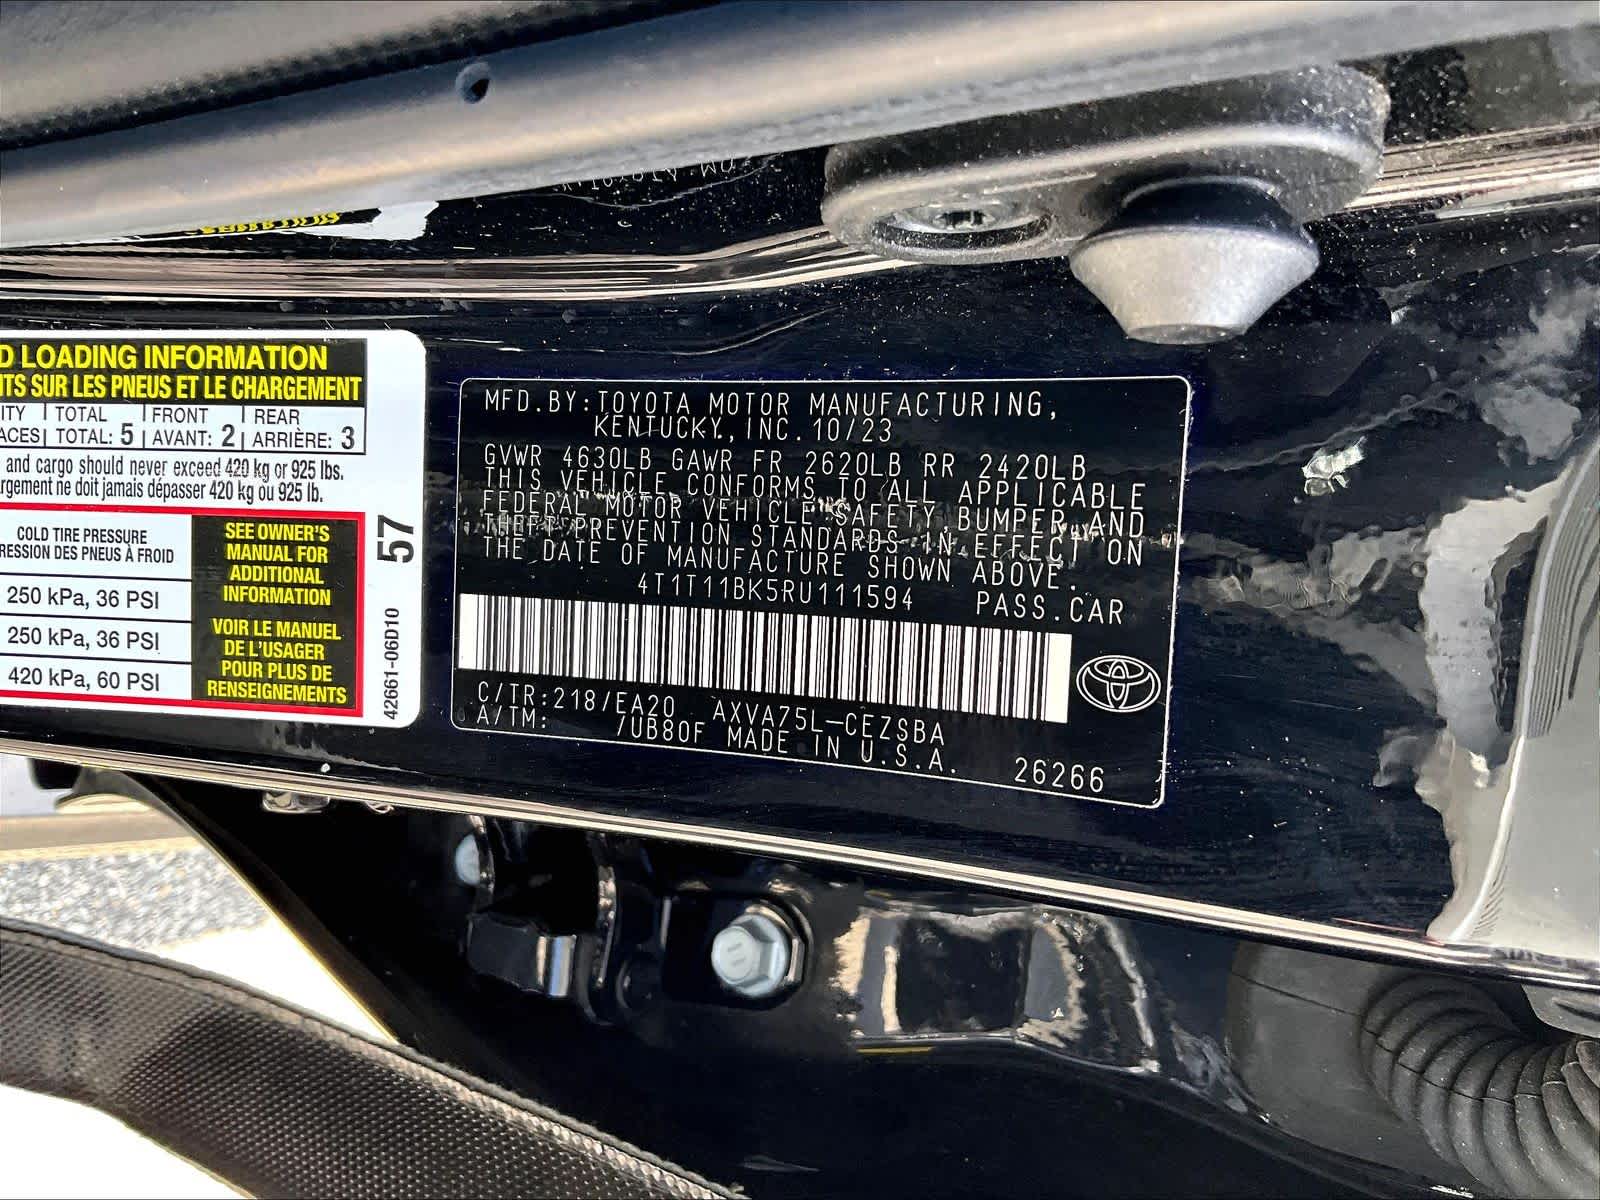 D LOADING INFORMATION
NTS SUR LES PNEUS ET LE CHARGEMENT
ITY TOTAL FRONT REAR
ACES TOTAL: 5 AVANT: 2 ARRIÈRE: 3
and cargo should never exceed 420 kg or 925 lbs.
rgement ne doit jamais dépasser 420 kg ou 925 lb.
COLD TIRE PRESSURE
RESSION DES PNEUS À FROID
250 kPa, 36 PSI
250 kPa, 36 PSI
420 kPa, 60 PSI
SEE OWNER'S
MANUAL FOR
ADDITIONAL
INFORMATION
VOIR LE MANUEL
DE L'USAGER
POUR PLUS DE
RENSEIGNEMENTS
57
42661-06D10
MFD.BY:TOYOTA MOTOR MANUFACTURING,
KENTUCKY,INC.10/23
GVWR 4630LB GAWR FR 2620LB RR 2420LB
THIS VEHICLE CONFORMS TO ALL APPLICABLE
FEDERAL MOTOR VEHICLE SAFETY,BUMPER,AND
THEFT PREVENTION STANDARDS IN EFFECT ON
THE DATE OF MANUFACTURE SHOWN ABOVE.
4T1T11BK5RU111594 PASS.CAR
C/TR:218/EA20 AXVA75L-CEZSBA
A/TM: /UB80F MADE IN U.S.A. 26266